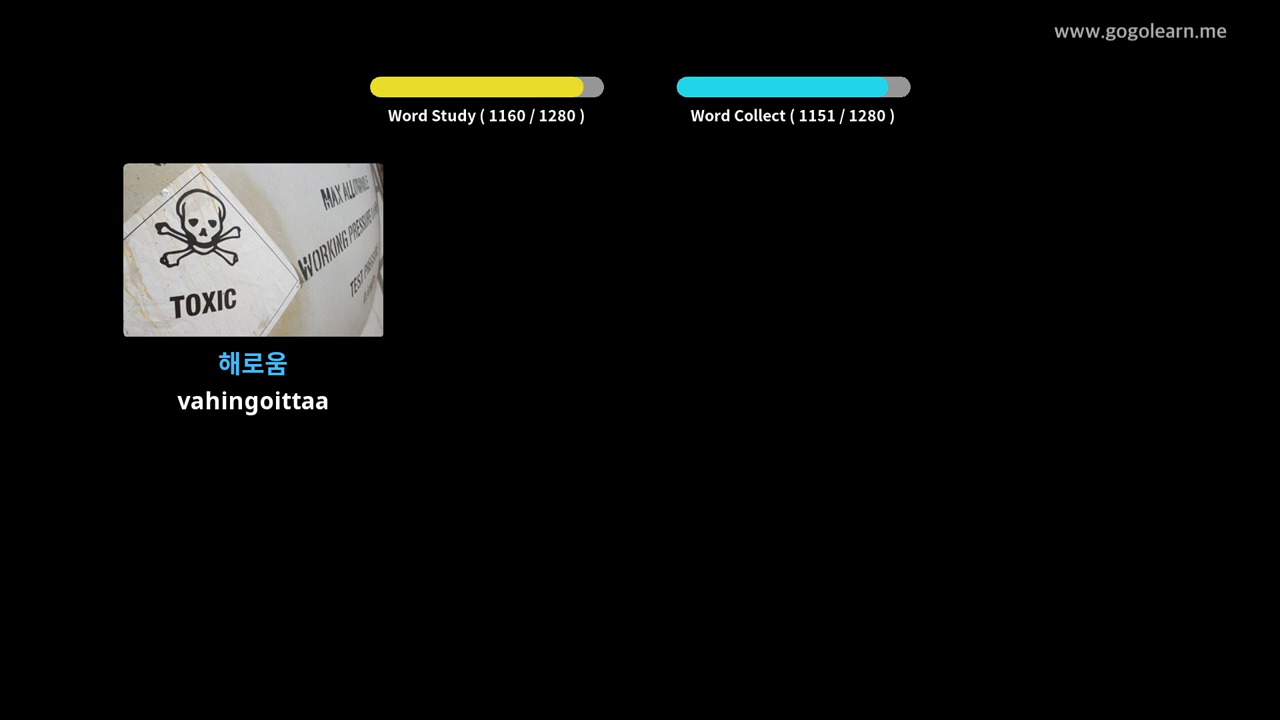 www.gogolearn.me
Word Study ( 1160 / 1280 )
Word Collect ( 1151 / 1280 )
MAX ALLOWABLE
WORKING PRESSURE
TEST
TOXIC
해로움
vahingoittaa